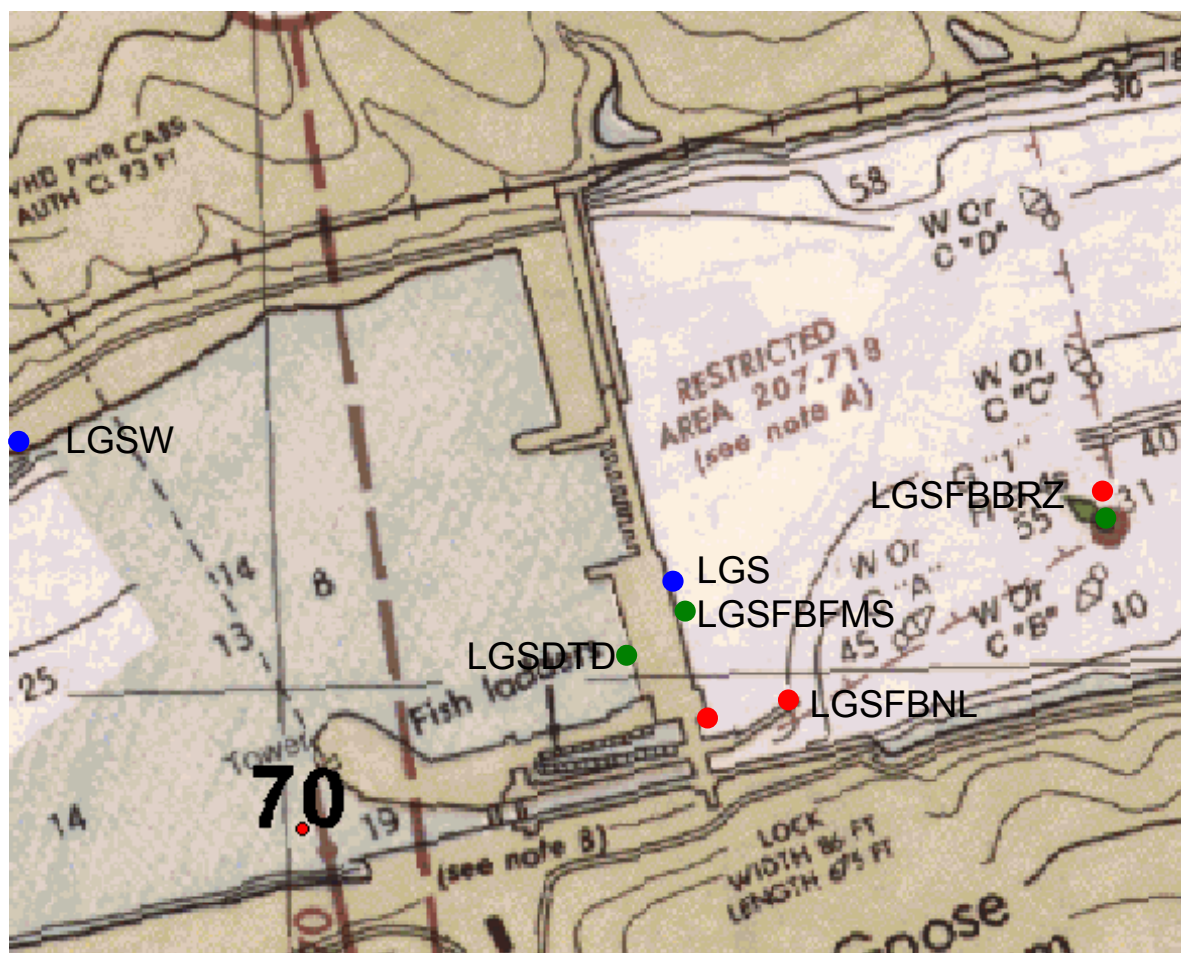 30
VHD PWR CABS
AUTH CL 93 FT
58
W Or
C "D"
RESTRICTED
AREA 207.718
(see note A)
W Or
C "C"
LGSW
40
G "1"
LGSFBBRZ
31
55
W Or
"A"
LGS
14
8
LGSFBFMS
W Or
C "B"
40
13
45
LGSDTD
Fish ladder
25
LGSFBNL
Tower
70
14
19
(see note B)
LOCK
WIDTH 86 FT
LENGTH 675 FT
70
Goose